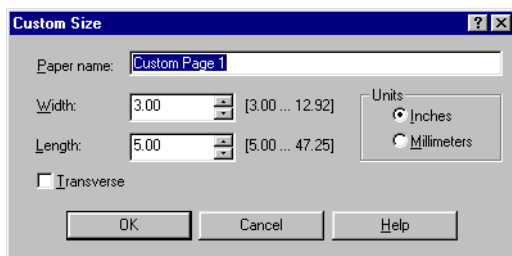 Custom Size
Paper name: Custom Page 1
Width: 3.00 [3.00 ... 12.92]
Units
Inches
Length: 5.00 [5.00 ... 47.25]
Millimeters
Transverse
OK Cancel Help